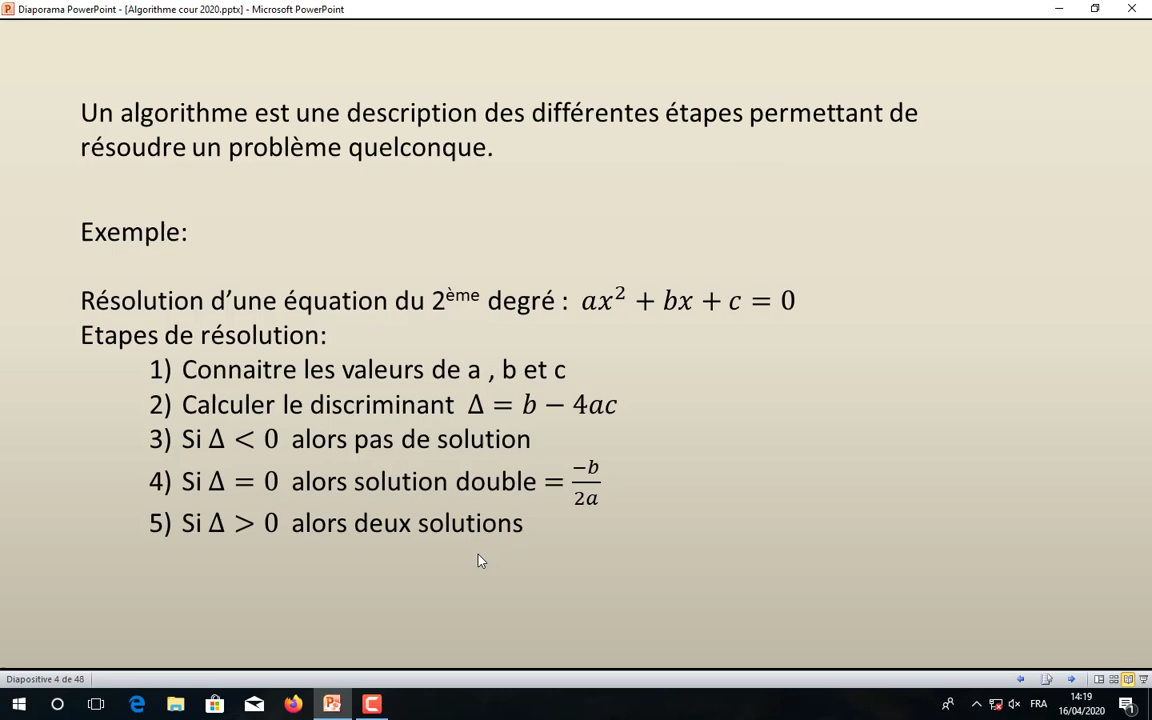 Diaporama PowerPoint - [Algorithme cour 2020.pptx] - Microsoft PowerPoint
Un algorithme est une description des différentes étapes permettant de
résoudre un problème quelconque.
Exemple:
Résolution d’une équation du 2ème degré : ax² + bx + c = 0
Etapes de résolution:
1) Connaitre les valeurs de a , b et c
2) Calculer le discriminant Δ = b − 4ac
3) Si Δ < 0 alors pas de solution
4) Si Δ = 0 alors solution double = −b/2a
5) Si Δ > 0 alors deux solutions
Diapositive 4 de 48
14:19
FRA
16/04/2020
1